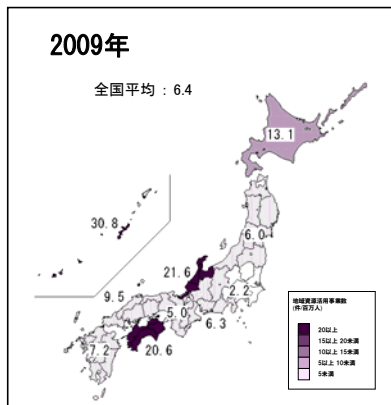 2009年
全国平均 : 6.4
13.1
30.8
6.0
21.6
2.2
9.5
5.0
6.3
7.2
20.6
地域資源活用事業数
(件/百万人)
20以上
15以上 20未満
10以上 15未満
5以上 10未満
5未満